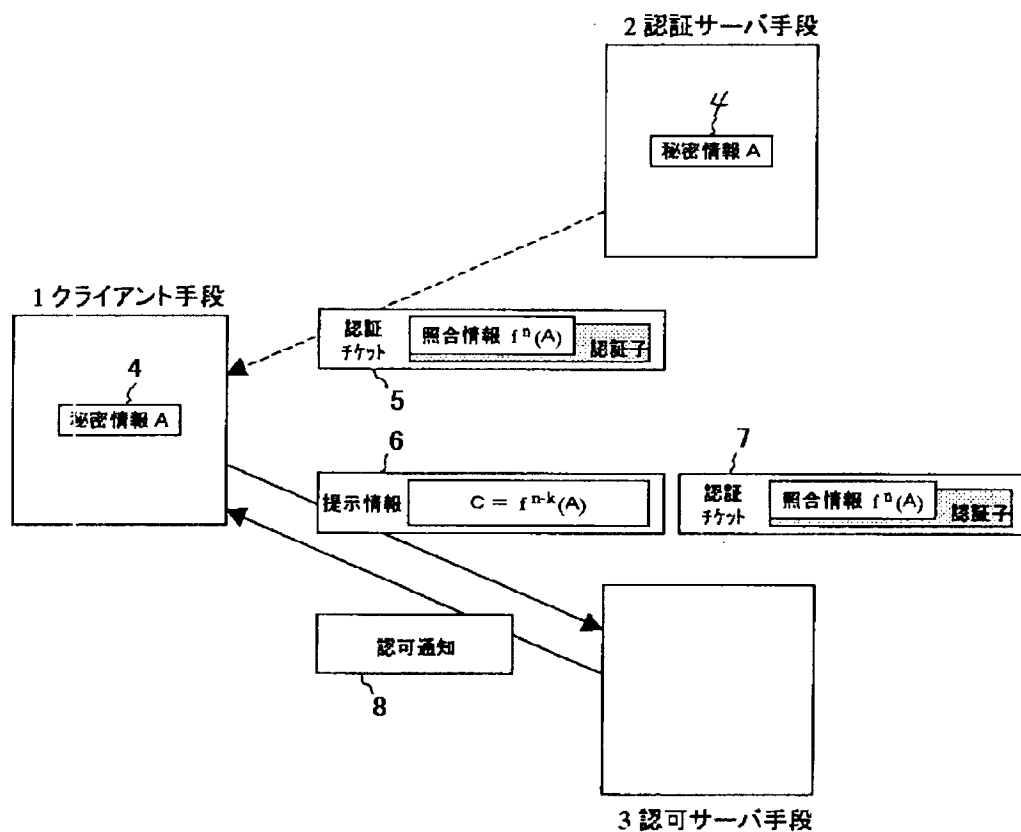 2 認証サーバ手段
4
秘密情報 A
1 クライアント手段
4
秘密情報 A
認証
チケット
照合情報 fⁿ(A)
認証子
5
6
提示情報
C = fⁿ⁻ᵏ(A)
7
認証
チケット
照合情報 fⁿ(A)
認証子
認可通知
8
3 認可サーバ手段